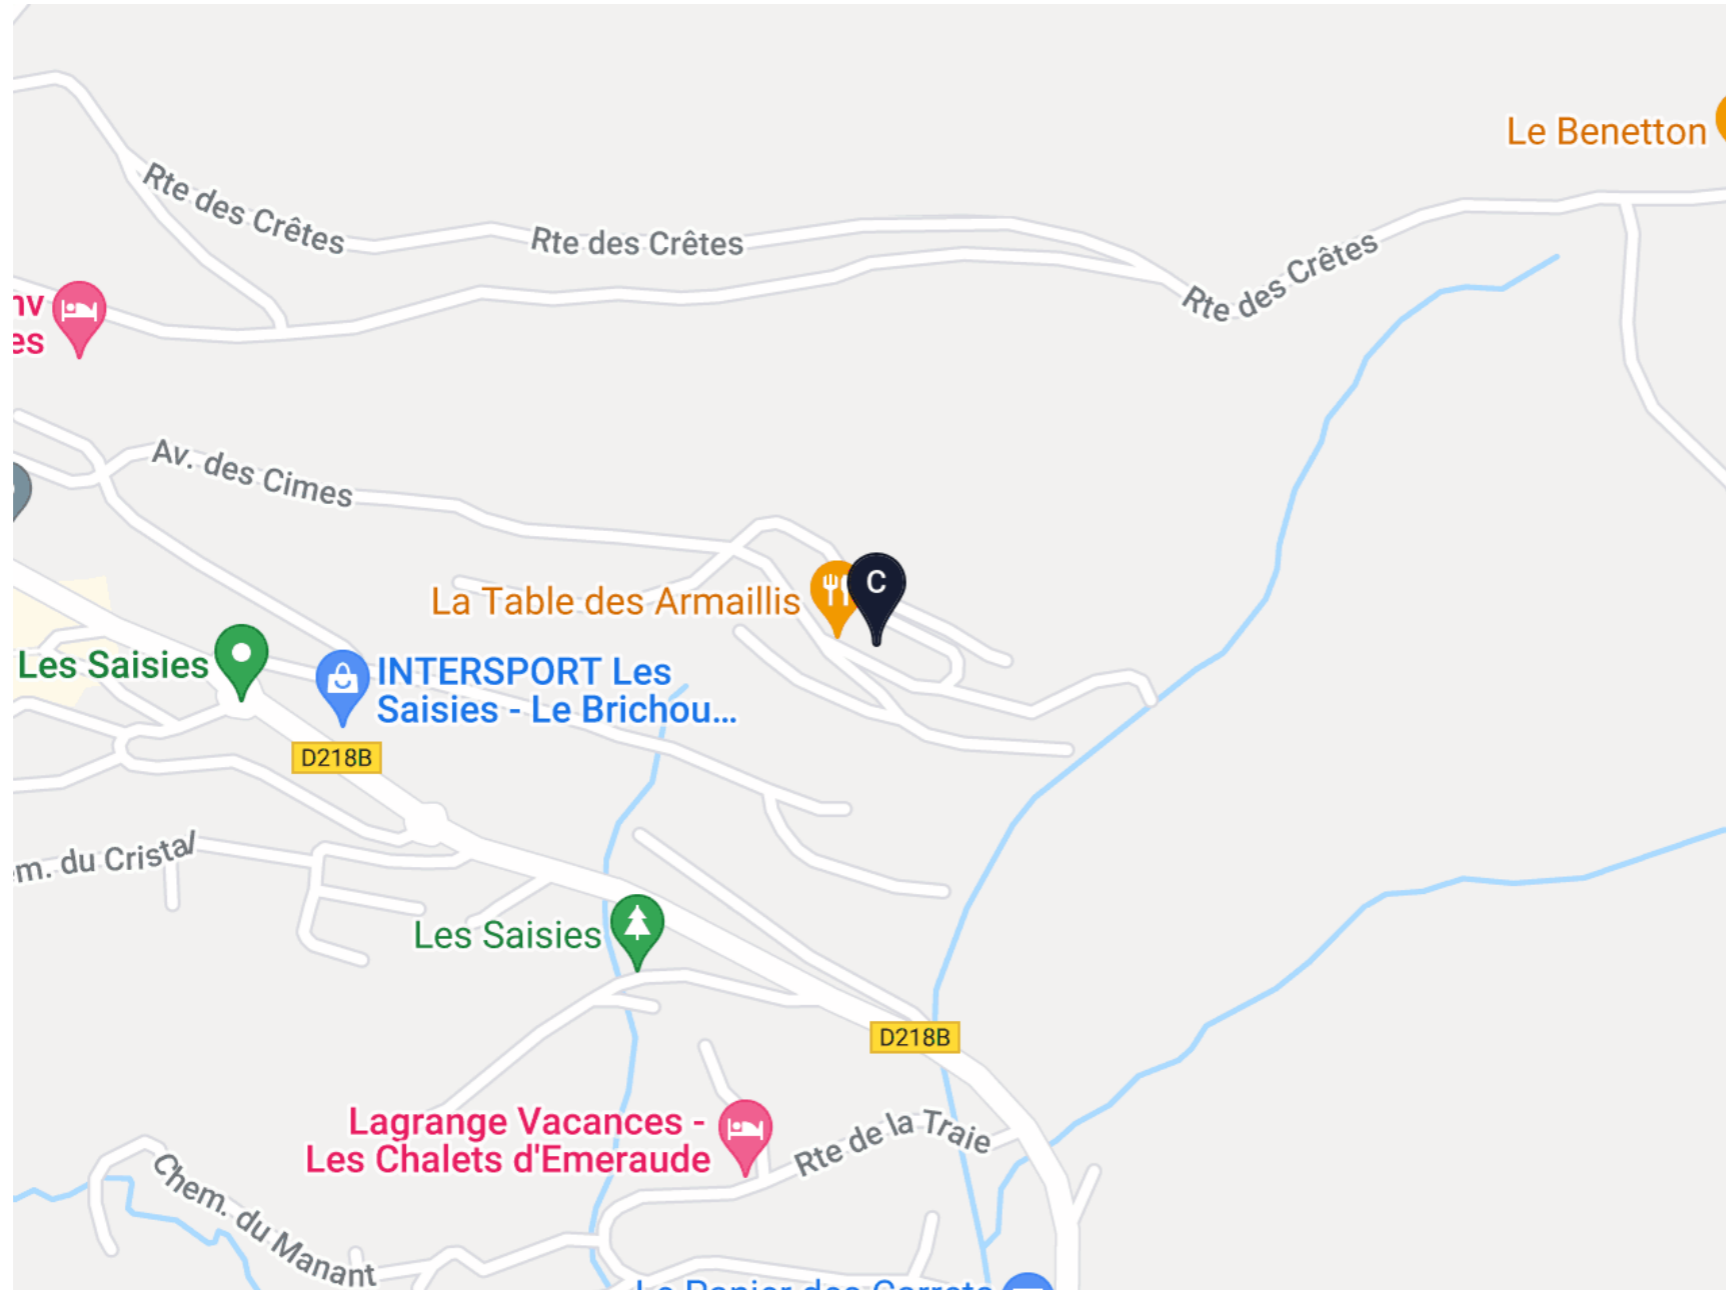 Le Benetton
Rte des Crêtes
Rte des Crêtes
Rte des Crêtes
nv
es
Av. des Cimes
C
La Table des Armaillis
Les Saisies
INTERSPORT Les
Saisies - Le Brichou...
D218B
m. du Cristal
Les Saisies
D218B
Lagrange Vacances -
Les Chalets d'Emeraude
Rte de la Traie
Chem. du Manant